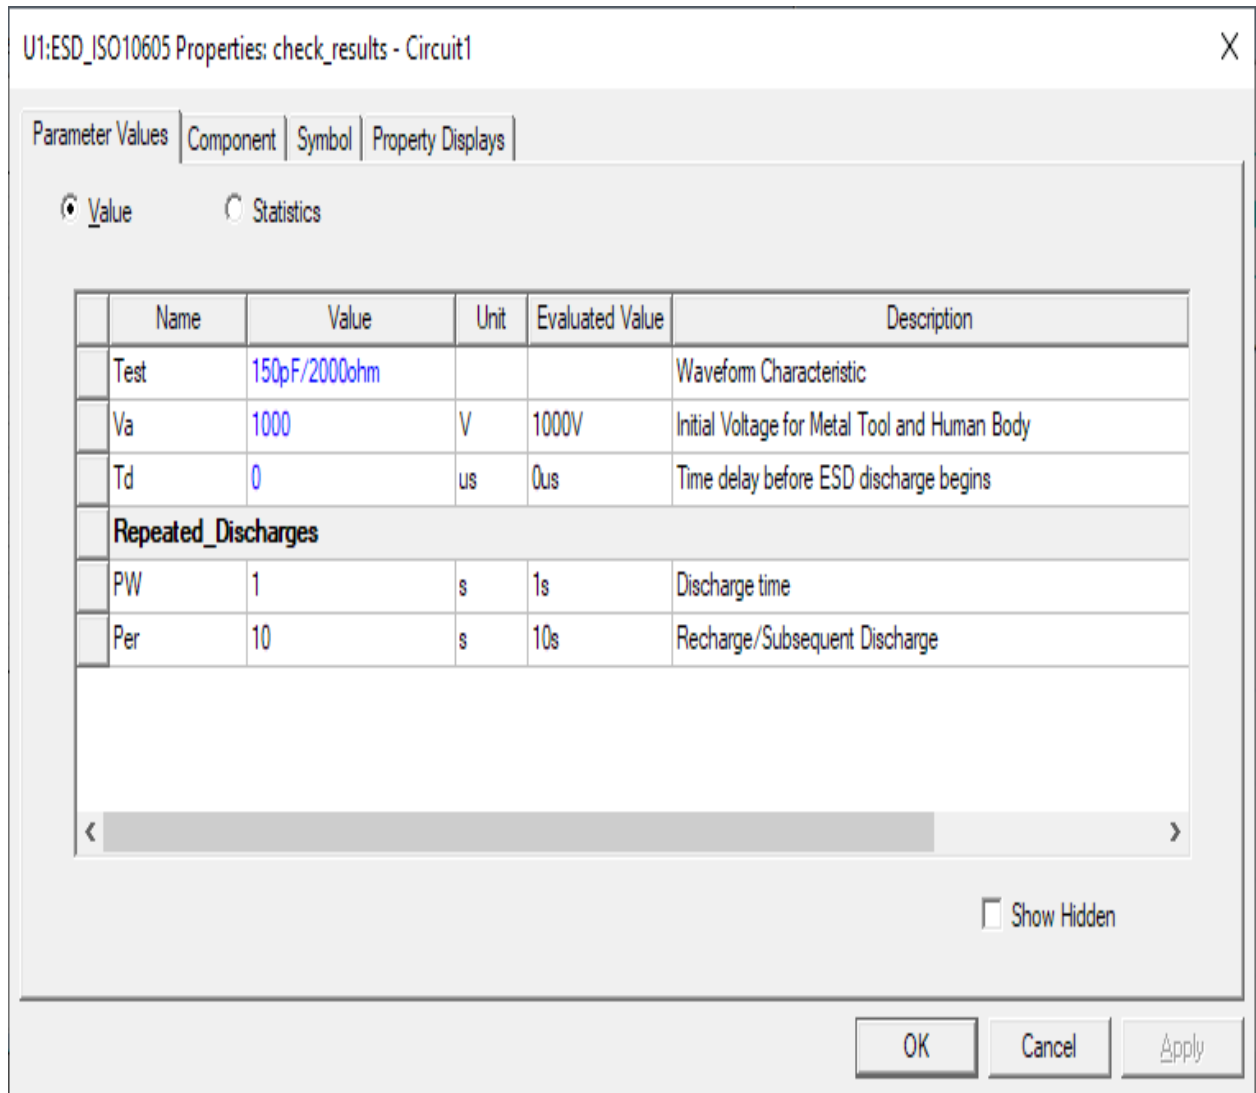 U1:ESD_ISO10605 Properties: check_results - Circuit1
X
Parameter Values Component Symbol Property Displays
Value Statistics
Name Value Unit Evaluated Value Description
Test 150pF/2000ohm Waveform Characteristic
Va 1000 V 1000V Initial Voltage for Metal Tool and Human Body
Td 0 us 0us Time delay before ESD discharge begins
Repeated_Discharges
PW 1 s 1s Discharge time
Per 10 s 10s Recharge/Subsequent Discharge
Show Hidden
OK Cancel Apply